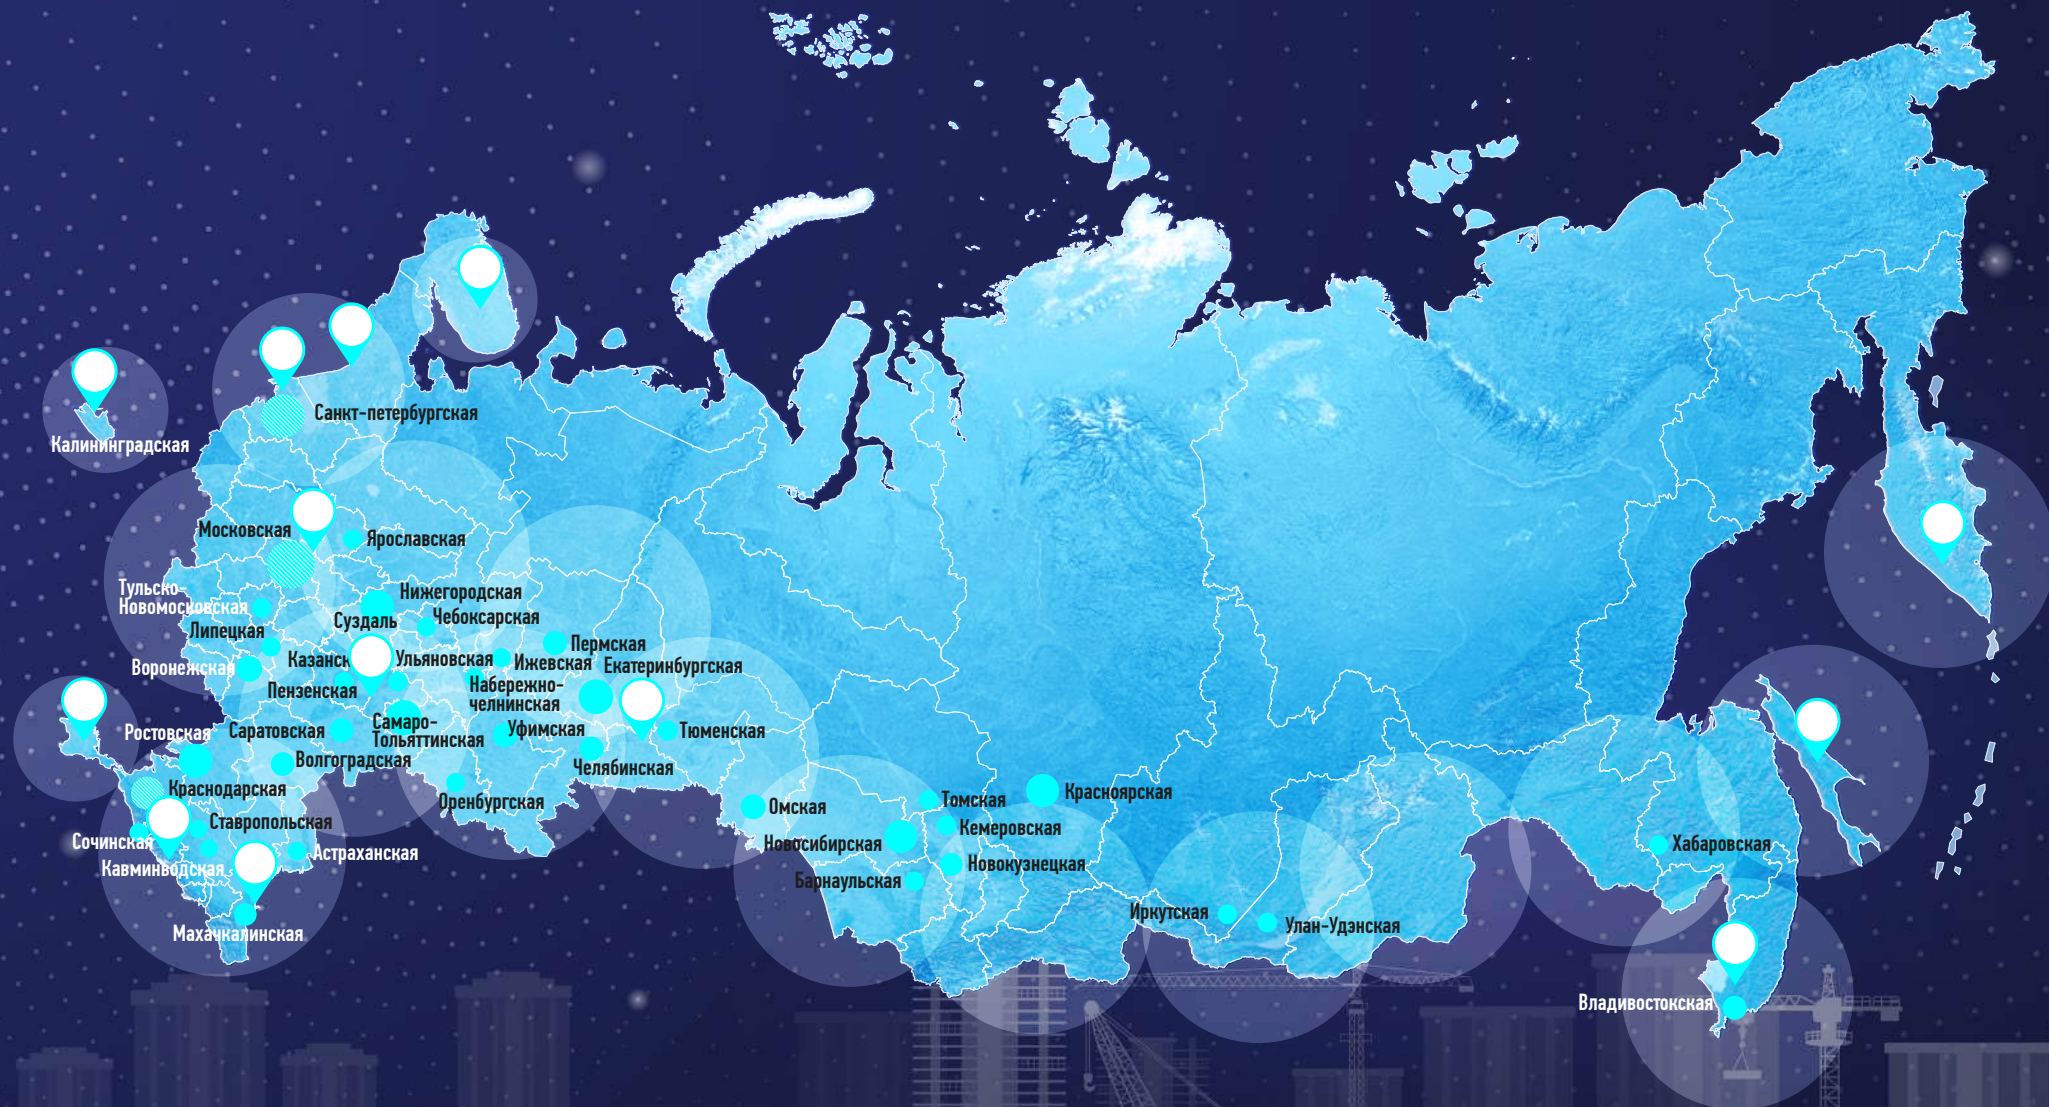 Санкт-петербургская
Калининградская
Московская
Ярославская
Тульско-
Новомосковская
Нижегородская
Чебоксарская
Суздаль
Липецкая
Пермская
Воронежская
Казанск
Ульяновская
Ижевская
Екатеринбургская
Пензенская
Набережно-
челнинская
Ростовская
Саратовская
Самаро-
Тольяттинская
Уфимская
Тюменская
Волгоградская
Челябинская
Краснодарская
Оренбургская
Омская
Томская
Красноярская
Ставропольская
Кемеровская
Сочинская
Астраханская
Новосибирская
Хабаровская
Кавминводская
Новокузнецкая
Барнаульская
Иркутская
Улан-Удэнская
Махачкалинская
Владивостокская